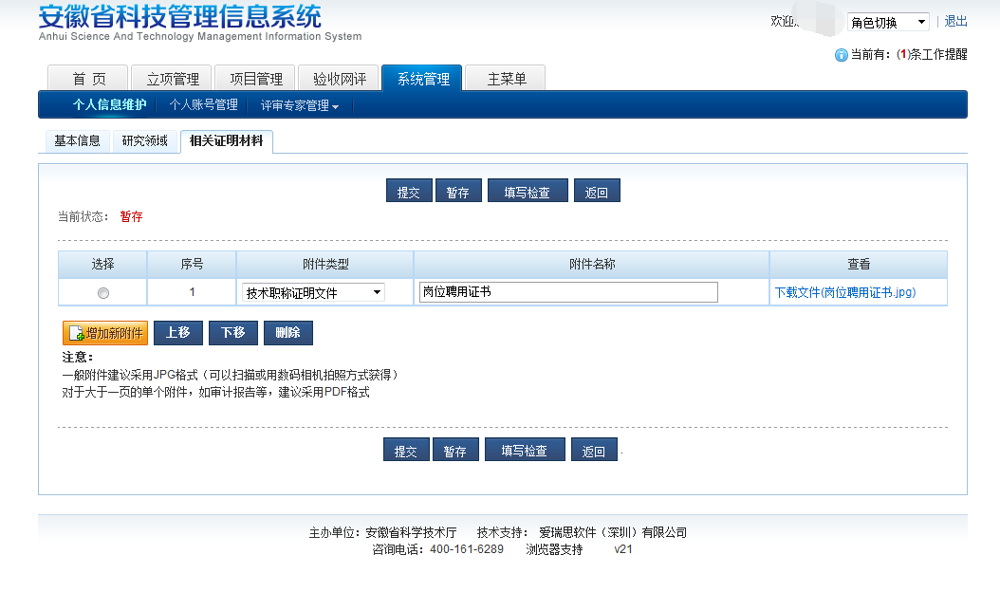 安徽省科技管理信息系统
Anhui Science And Technology Management Information System
欢迎 角色切换 | 退出
当前有：(1)条工作提醒
首 页 立项管理 项目管理 验收网评 系统管理 主菜单
个人信息维护 个人账号管理 评审专家管理
基本信息 研究领域 相关证明材料
提交 暂存 填写检查 返回
当前状态： 暂存
选择 序号 附件类型 附件名称 查看
1 技术职称证明文件 岗位聘用证书 下载文件(岗位聘用证书.jpg)
增加新附件 上移 下移 删除
注意：
一般附件建议采用JPG格式（可以扫描或用数码相机拍照方式获得）
对于大于一页的单个附件，如审计报告等，建议采用PDF格式
提交 暂存 填写检查 返回 .
主办单位：安徽省科学技术厅 技术支持： 爱瑞思软件（深圳）有限公司
咨询电话：400-161-6289 浏览器支持 v21